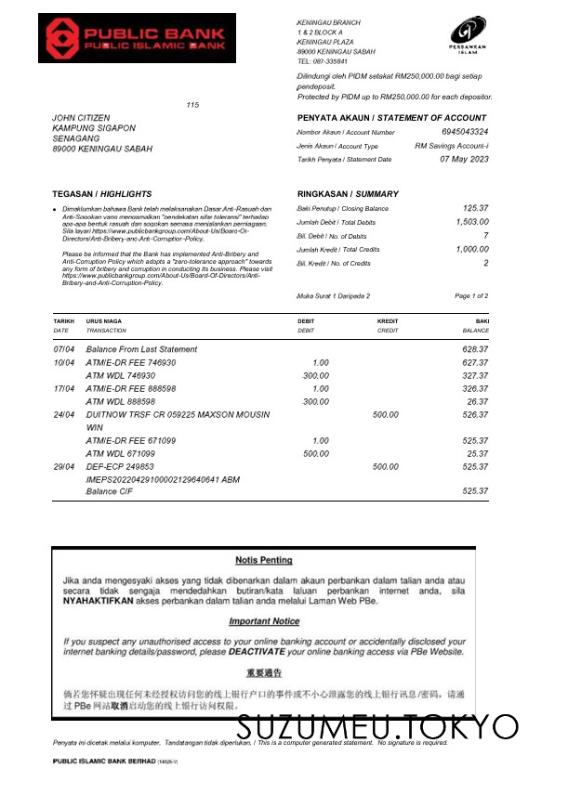 PUBLIC BANK
PUBLIC ISLAMIC BANK
KENINGAU BRANCH
1 & 2 BLOCK A
KENINGAU PLAZA
89000 KENINGAU SABAH
TEL: 087-335841
PERBANKAN
ISLAM
Dilindungi oleh PIDM setakat RM250,000.00 bagi setiap
pendeposit.
Protected by PIDM up to RM250,000.00 for each depositor.
115
JOHN CITIZEN
KAMPUNG SIGAPON
SENAGANG
89000 KENINGAU SABAH
PENYATA AKAUN / STATEMENT OF ACCOUNT
Nombor Akaun / Account Number 6945043324
Jenis Akaun / Account Type RM Savings Account-i
Tarikh Penyata / Statement Date 07 May 2023
TEGASAN / HIGHLIGHTS
Dimaklumkan bahawa Bank telah melaksanakan Dasar Anti-Rasuah dan
Anti-Sogokan yang mengamalkan "pendekatan sifar toleransi" terhadap
apa-apa bentuk rasuah dan sogokan semasa menjalankan perniagaan.
Sila layari https://www.publicbankgroup.com/About-Us/Board-Of-
Directors/Anti-Bribery-and-Anti-Corruption-Policy.
Please be informed that the Bank has implemented Anti-Bribery and
Anti-Corruption Policy which adopts a "zero-tolerance approach" towards
any form of bribery and corruption in conducting its business. Please visit
https://www.publicbankgroup.com/About-Us/Board-Of-Directors/Anti-
Bribery-and-Anti-Corruption-Policy.
RINGKASAN / SUMMARY
Baki Penutup / Closing Balance 125.37
Jumlah Debit / Total Debits 1,503.00
Bil. Debit / No. of Debits 7
Jumlah Kredit / Total Credits 1,000.00
Bil. Kredit / No. of Credits 2
Muka Surat 1 Daripada 2 Page 1 of 2
TARIKH URUS NIAGA DEBIT KREDIT BAKI
DATE TRANSACTION DEBIT CREDIT BALANCE
07/04 Balance From Last Statement 628.37
10/04 ATM/E-DR FEE 746930 1.00 627.37
ATM WDL 746930 300.00 327.37
17/04 ATM/E-DR FEE 888598 1.00 326.37
ATM WDL 888598 300.00 26.37
24/04 DUITNOW TRSF CR 059225 MAXSON MOUSIN 500.00 526.37
WIN
ATM/E-DR FEE 671099 1.00 525.37
ATM WDL 671099 500.00 25.37
29/04 DEP-ECP 249853 500.00 525.37
IMEPS20220429100002129640641 ABM
Balance C/F 525.37
Notis Penting
Jika anda mengesyaki akses yang tidak dibenarkan dalam akaun perbankan dalam talian anda atau
secara tidak sengaja mendedahkan butiran/kata laluan perbankan internet anda, sila
NYAHAKTIFKAN akses perbankan dalam talian anda melalui Laman Web PBe.
Important Notice
If you suspect any unauthorised access to your online banking account or accidentally disclosed your
internet banking details/password, please DEACTIVATE your online banking access via PBe Website.
重要通告
倘若您怀疑出现任何未经授权访问您的线上银行户口的事件或不小心泄露您的线上银行讯息/密码，请通
过 PBe 网站取消启动您的线上银行访问权限。
SUZUMEU.TOKYO
Penyata ini dicetak melalui komputer, Tandatangan tidak diperlukan, / This is a computer generated statement. No signature is required.
PUBLIC ISLAMIC BANK BERHAD